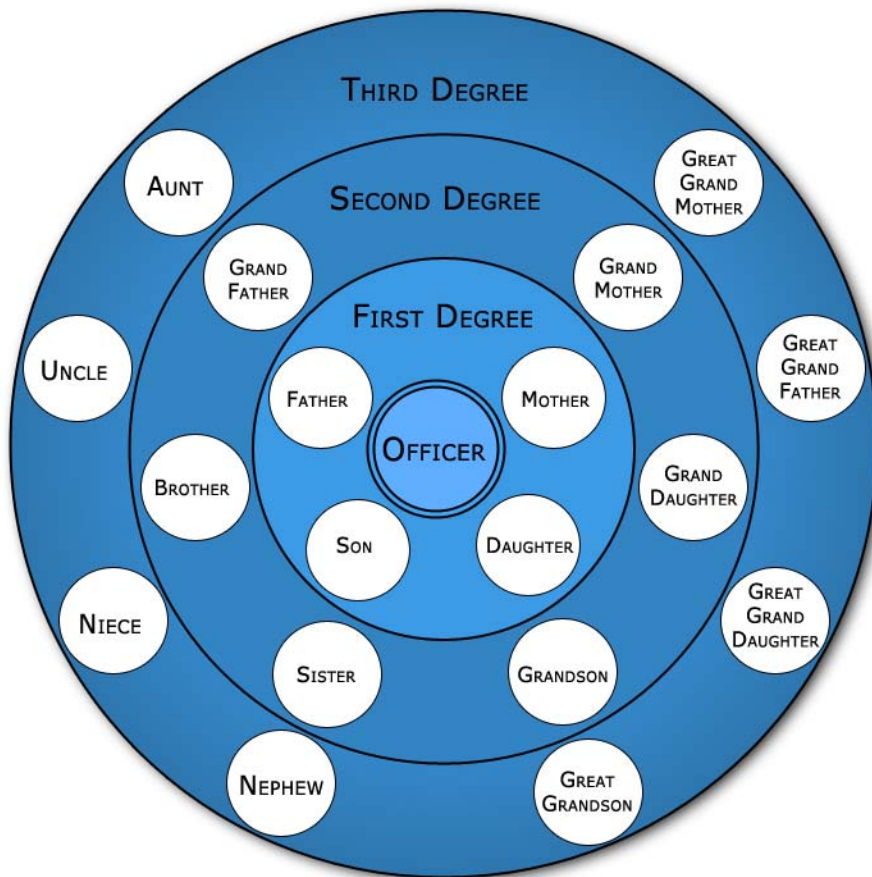 Third Degree
Aunt
Great
Grand
Mother
Second Degree
Grand
Father
Grand
Mother
First Degree
Uncle
Great
Grand
Father
Father
Mother
Officer
Brother
Grand
Daughter
Son
Daughter
Niece
Great
Grand
Daughter
Sister
Grandson
Nephew
Great
Grandson